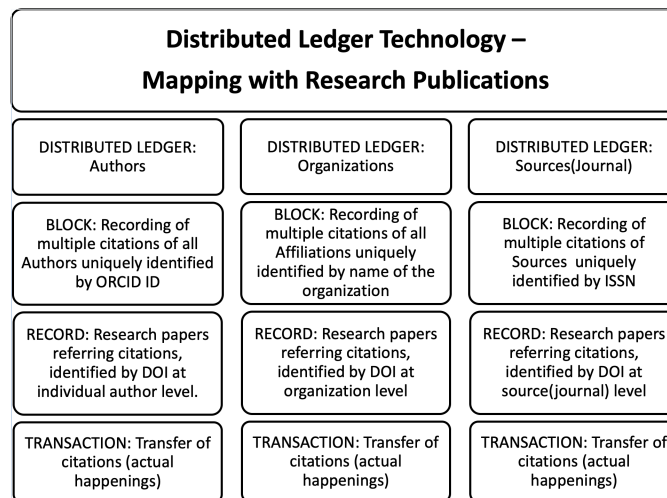 Distributed Ledger Technology –
Mapping with Research Publications
DISTRIBUTED LEDGER:
Authors
DISTRIBUTED LEDGER:
Organizations
DISTRIBUTED LEDGER:
Sources(Journal)
BLOCK: Recording of
multiple citations of all
Authors uniquely identified
by ORCID ID
BLOCK: Recording of
multiple citations of all
Affiliations uniquely
identified by name of the
organization
BLOCK: Recording of
multiple citations of
Sources uniquely
identified by ISSN
RECORD: Research papers
referring citations,
identified by DOI at
individual author level.
RECORD: Research papers
referring citations,
identified by DOI at
organization level
RECORD: Research papers
referring citations,
identified by DOI at
source(journal) level
TRANSACTION: Transfer of
citations (actual
happenings)
TRANSACTION: Transfer of
citations (actual
happenings)
TRANSACTION: Transfer of
citations (actual
happenings)